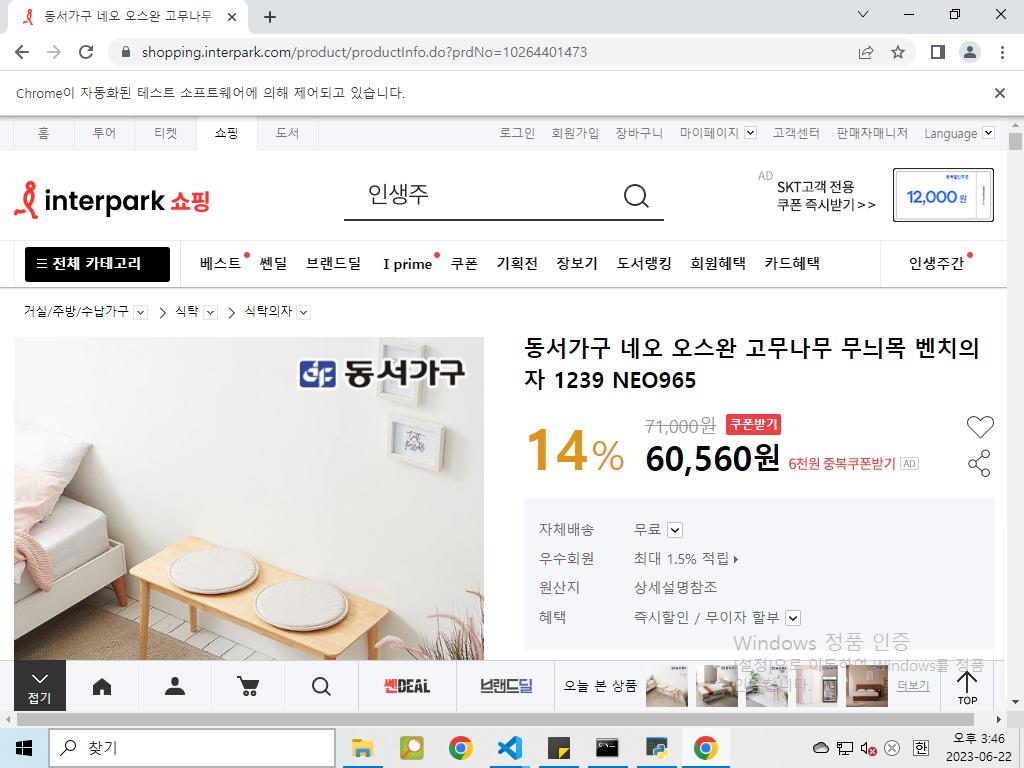 동서가구 네오 오스완 고무나무
shopping.interpark.com/product/productInfo.do?prdNo=10264401473
Chrome이 자동화된 테스트 소프트웨어에 의해 제어되고 있습니다.
홈 투어 티켓 쇼핑 도서 로그인 회원가입 장바구니 마이페이지 고객센터 판매자매니저 Language
interpark 쇼핑
인생주
AD
SKT고객 전용
쿠폰 즉시받기>>
12,000원
전체 카테고리 베스트 쎈딜 브랜드딜 I prime 쿠폰 기획전 장보기 도서랭킹 회원혜택 카드혜택 인생주간
거실/주방/수납가구 식탁 식탁의자
동서가구
동서가구 네오 오스완 고무나무 무늬목 벤치의
자 1239 NEO965
14%
71,000원 쿠폰받기
60,560원 6천원 중복쿠폰받기 AD
자체배송 무료
우수회원 최대 1.5% 적립
원산지 상세설명참조
혜택 즉시할인 / 무이자 할부
Windows 정품 인증
[설정]으로 이동하여 Windows를 정품
접기
쎈DEAL
브랜드딜
오늘 본 상품
더보기
TOP
찾기
한
오후 3:46
2023-06-22